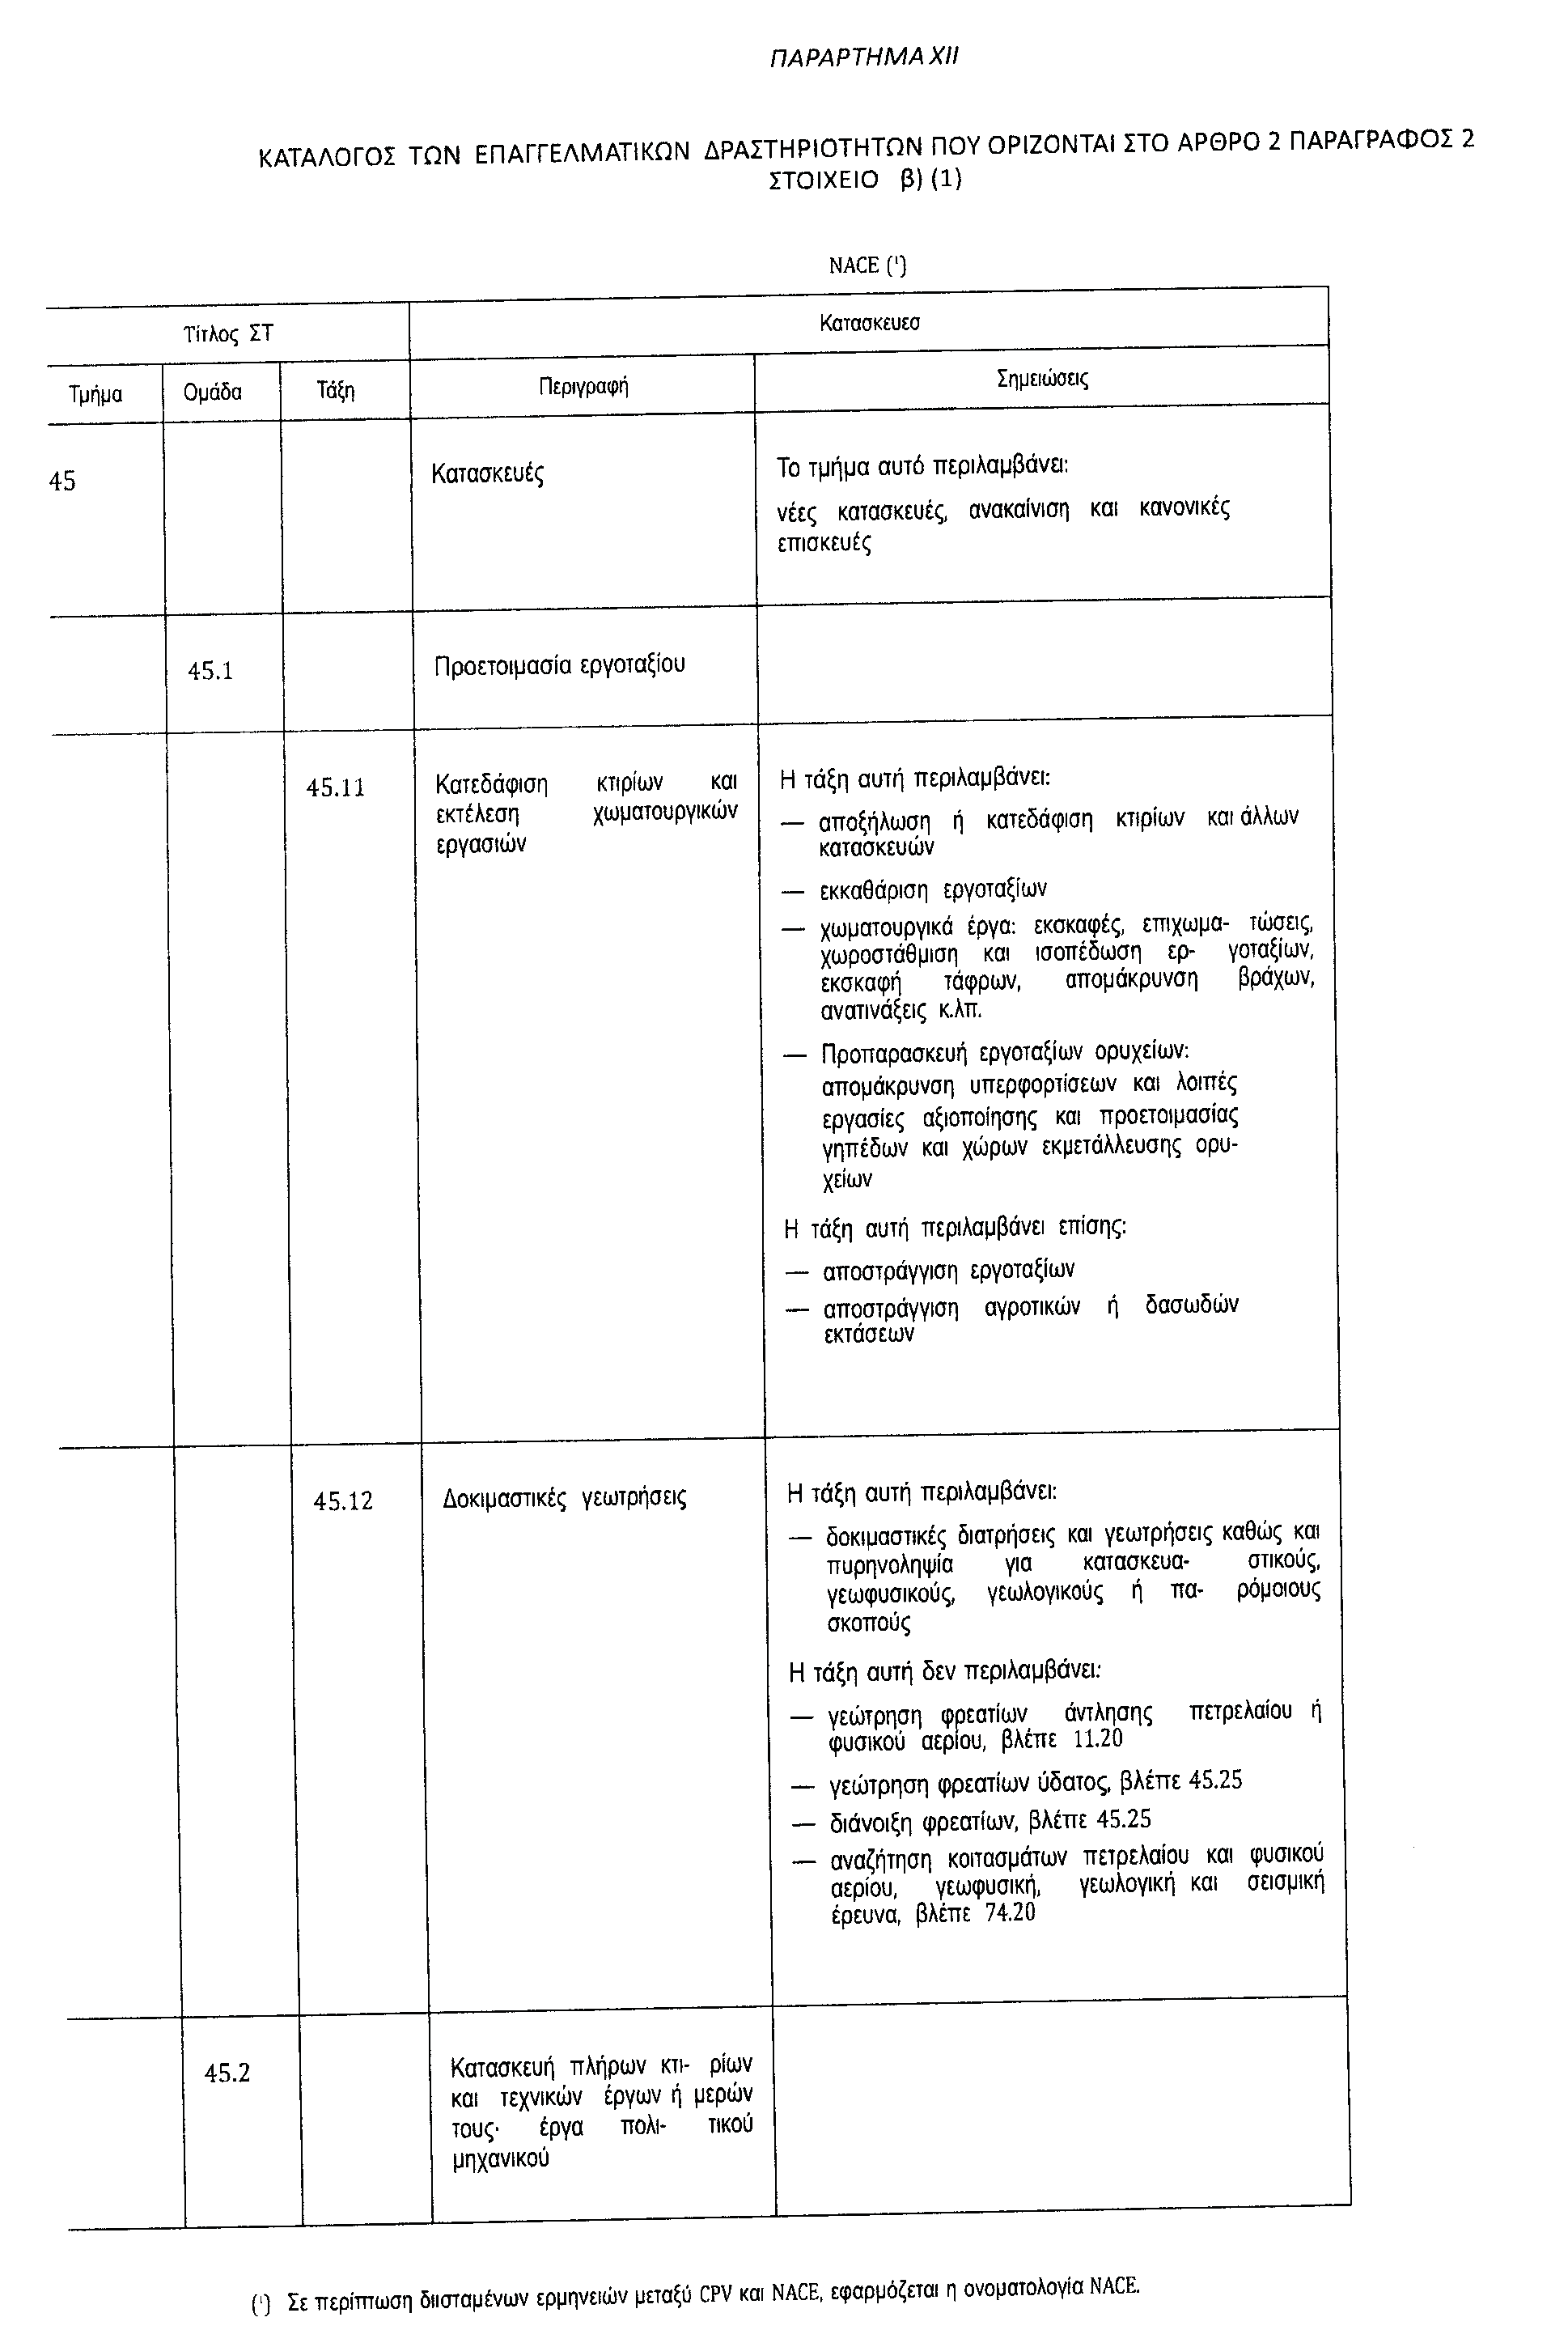 ΠΑΡΑΡΤΗΜΑ XII
ΚΑΤΑΛΟΓΟΣ ΤΩΝ ΕΠΑΓΓΕΛΜΑΤΙΚΩΝ ΔΡΑΣΤΗΡΙΟΤΗΤΩΝ ΠΟΥ ΟΡΙΖΟΝΤΑΙ ΣΤΟ ΑΡΘΡΟ 2 ΠΑΡΑΓΡΑΦΟΣ 2
ΣΤΟΙΧΕΙΟ β) (1)
NACE (¹)
Τίτλος ΣΤ
Κατασκευεσ
Τμήμα
Ομάδα
Τάξη
Περιγραφή
Σημειώσεις
45
Κατασκευές
Το τμήμα αυτό περιλαμβάνει:
νέες κατασκευές, ανακαίνιση και κανονικές
επισκευές
45.1
Προετοιμασία εργοταξίου
45.11
Κατεδάφιση κτιρίων και
εκτέλεση χωματουργικών
εργασιών
Η τάξη αυτή περιλαμβάνει:
— αποξήλωση ή κατεδάφιση κτιρίων και άλλων
κατασκευών
— εκκαθάριση εργοταξίων
— χωματουργικά έργα: εκσκαφές, επιχωμα- τώσεις,
χωροστάθμιση και ισοπέδωση ερ- γοταξίων,
εκσκαφή τάφρων, απομάκρυνση βράχων,
ανατινάξεις κ.λπ.
— Προπαρασκευή εργοταξίων ορυχείων:
απομάκρυνση υπερφορτίσεων και λοιπές
εργασίες αξιοποίησης και προετοιμασίας
γηπέδων και χώρων εκμετάλλευσης ορυ-
χείων
Η τάξη αυτή περιλαμβάνει επίσης:
— αποστράγγιση εργοταξίων
— αποστράγγιση αγροτικών ή δασωδών
εκτάσεων
45.12
Δοκιμαστικές γεωτρήσεις
Η τάξη αυτή περιλαμβάνει:
— δοκιμαστικές διατρήσεις και γεωτρήσεις καθώς και
πυρηνοληψία για κατασκευα- στικούς,
γεωφυσικούς, γεωλογικούς ή πα- ρόμοιους
σκοπούς
Η τάξη αυτή δεν περιλαμβάνει:
— γεώτρηση φρεατίων άντλησης πετρελαίου ή
φυσικού αερίου, βλέπε 11.20
— γεώτρηση φρεατίων ύδατος, βλέπε 45.25
— διάνοιξη φρεατίων, βλέπε 45.25
— αναζήτηση κοιτασμάτων πετρελαίου και φυσικού
αερίου, γεωφυσική, γεωλογική και σεισμική
έρευνα, βλέπε 74.20
45.2
Κατασκευή πλήρων κτι- ρίων
και τεχνικών έργων ή μερών
τους· έργα πολι- τικού
μηχανικού
(¹) Σε περίπτωση διισταμένων ερμηνειών μεταξύ CPV και NACE, εφαρμόζεται η ονοματολογία NACE.